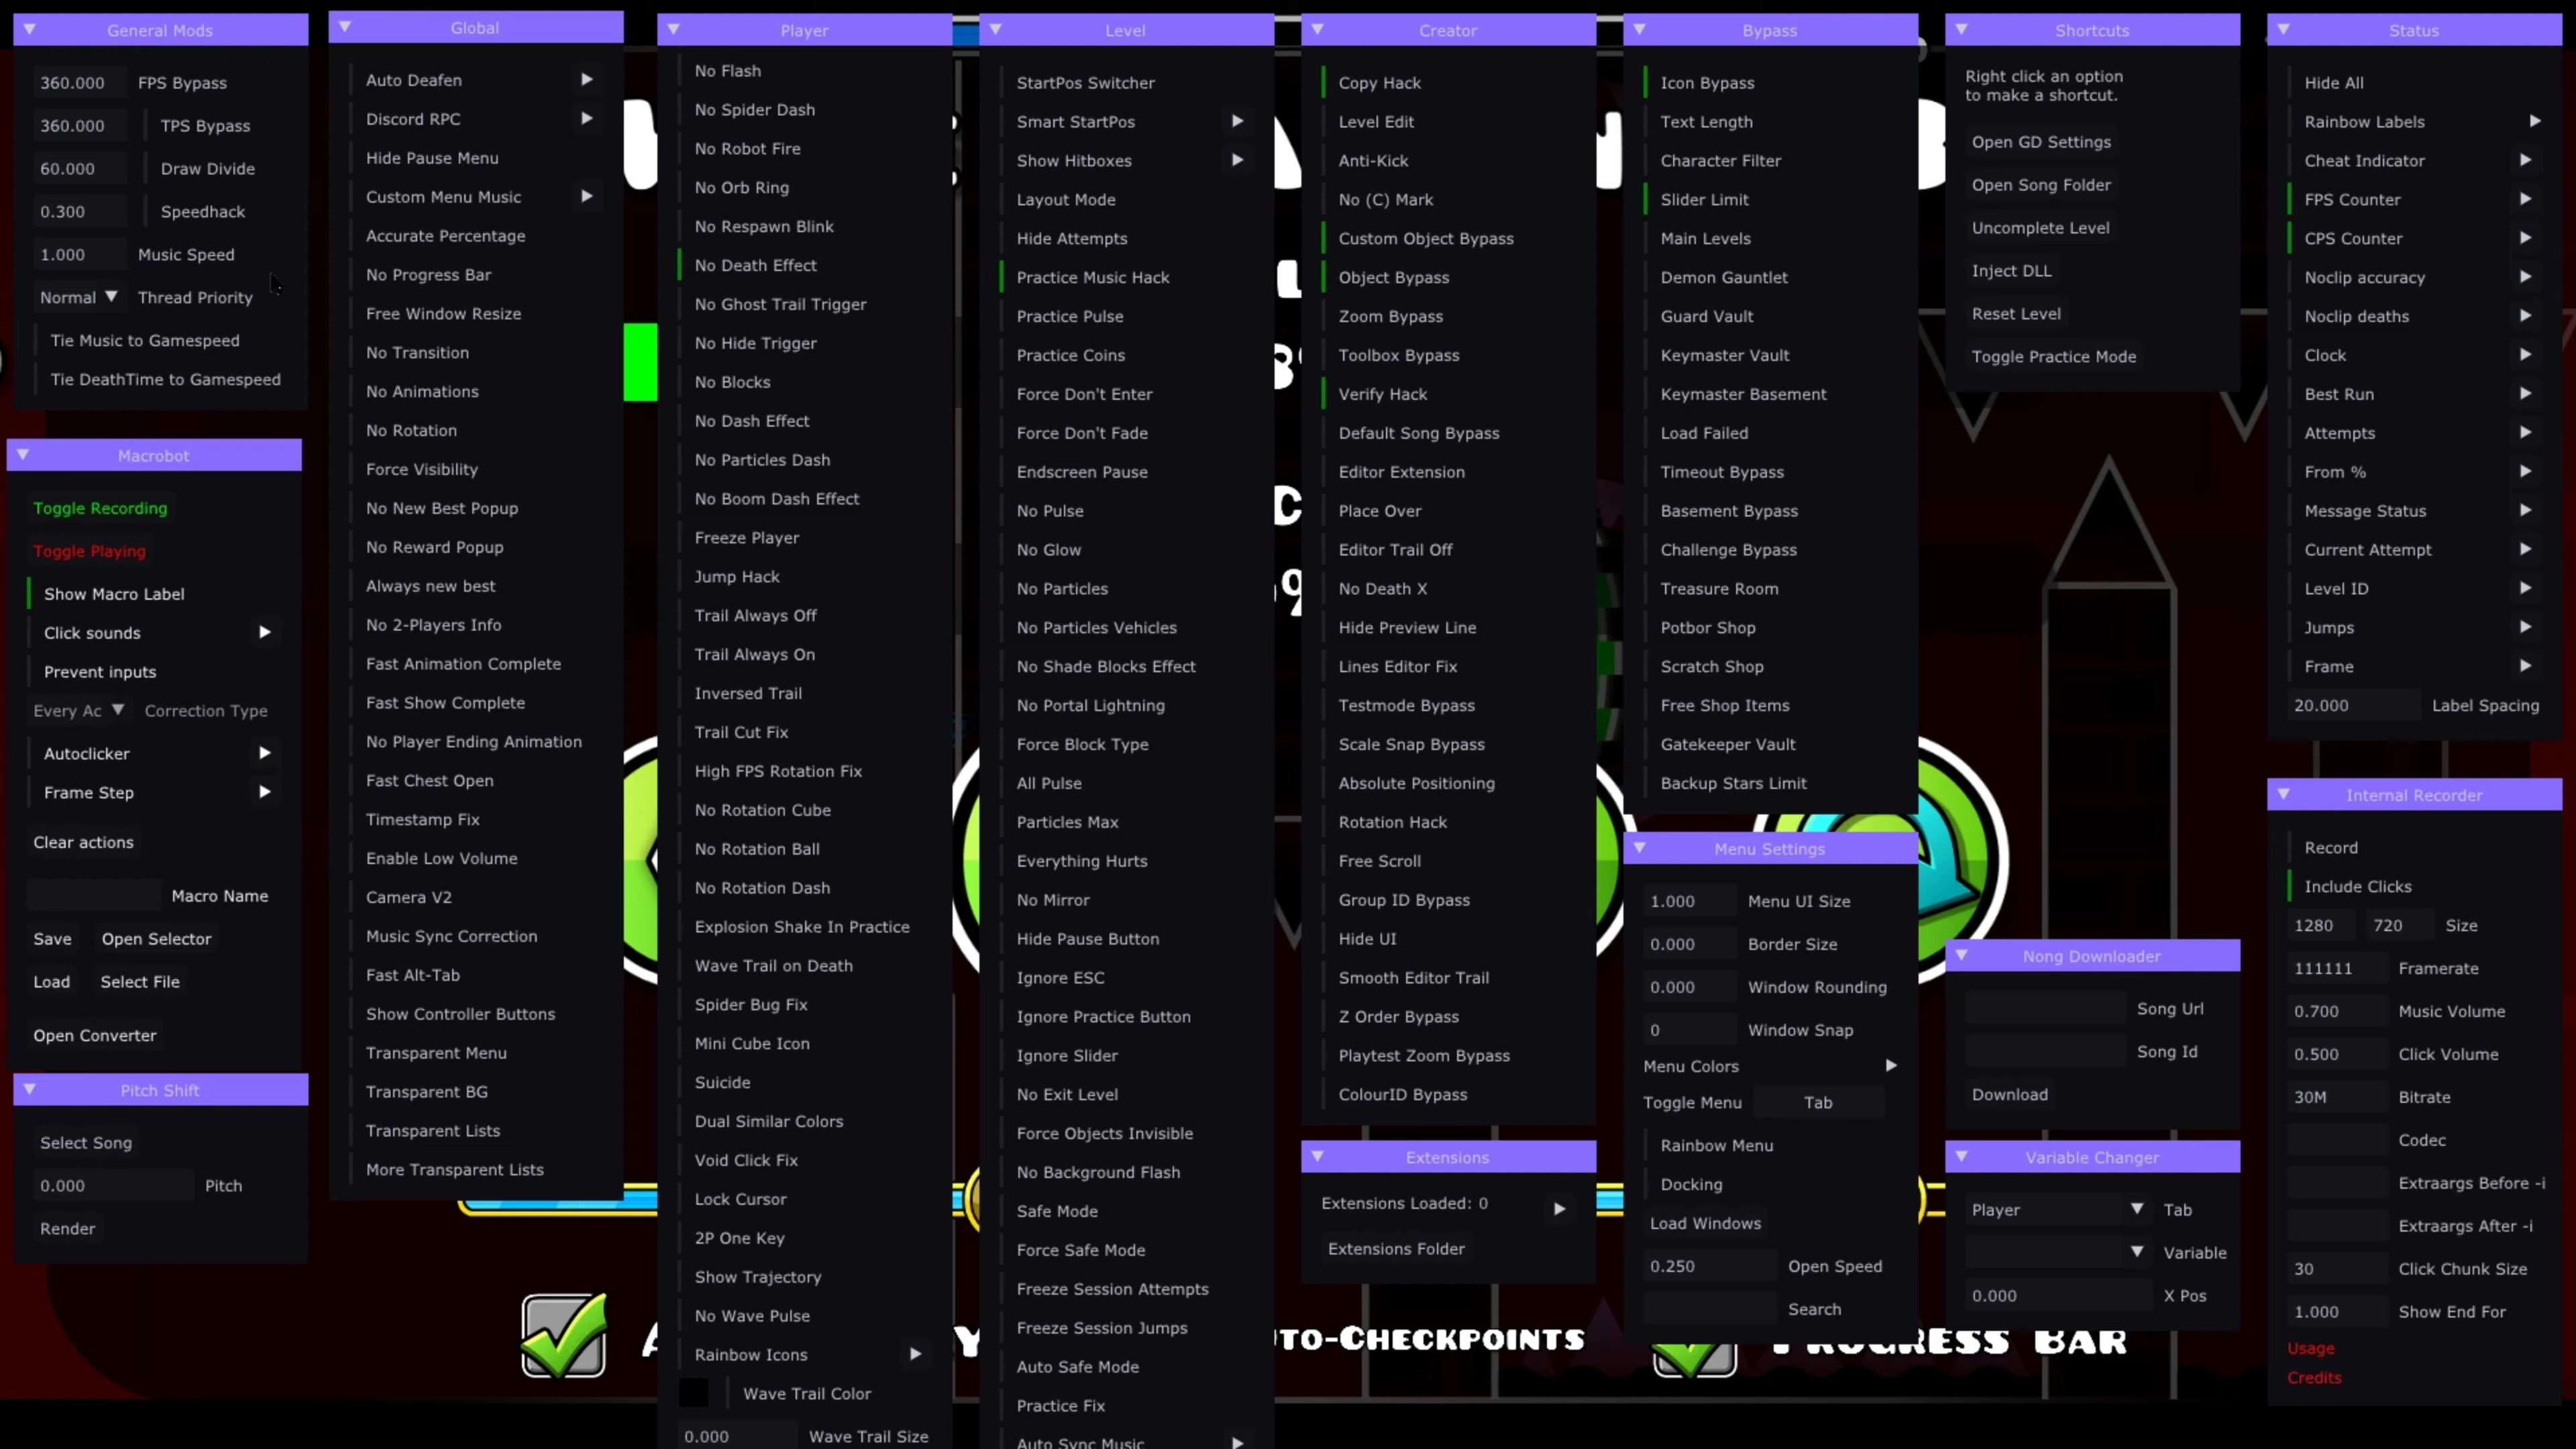 General Mods
360.000 FPS Bypass
360.000 TPS Bypass
60.000 Draw Divide
0.300 Speedhack
1.000 Music Speed
Normal Thread Priority
Tie Music to Gamespeed
Tie DeathTime to Gamespeed
Macrobot
Toggle Recording
Toggle Playing
Show Macro Label
Click sounds
Prevent inputs
Every Ac Correction Type
Autoclicker
Frame Step
Clear actions
Macro Name
Save Open Selector
Load Select File
Open Converter
Pitch Shift
Select Song
0.000 Pitch
Render
Global
Auto Deafen
Discord RPC
Hide Pause Menu
Custom Menu Music
Accurate Percentage
No Progress Bar
Free Window Resize
No Transition
No Animations
No Rotation
Force Visibility
No New Best Popup
No Reward Popup
Always new best
No 2-Players Info
Fast Animation Complete
Fast Show Complete
No Player Ending Animation
Fast Chest Open
Timestamp Fix
Enable Low Volume
Camera V2
Music Sync Correction
Fast Alt-Tab
Show Controller Buttons
Transparent Menu
Transparent BG
Transparent Lists
More Transparent Lists
Player
No Flash
No Spider Dash
No Robot Fire
No Orb Ring
No Respawn Blink
No Death Effect
No Ghost Trail Trigger
No Hide Trigger
No Blocks
No Dash Effect
No Particles Dash
No Boom Dash Effect
Freeze Player
Jump Hack
Trail Always Off
Trail Always On
Inversed Trail
Trail Cut Fix
High FPS Rotation Fix
No Rotation Cube
No Rotation Ball
No Rotation Dash
Explosion Shake In Practice
Wave Trail on Death
Spider Bug Fix
Mini Cube Icon
Suicide
Dual Similar Colors
Void Click Fix
Lock Cursor
2P One Key
Show Trajectory
No Wave Pulse
Rainbow Icons
Wave Trail Color
0.000 Wave Trail Size
Level
StartPos Switcher
Smart StartPos
Show Hitboxes
Layout Mode
Hide Attempts
Practice Music Hack
Practice Pulse
Practice Coins
Force Don't Enter
Force Don't Fade
Endscreen Pause
No Pulse
No Glow
No Particles
No Particles Vehicles
No Shade Blocks Effect
No Portal Lightning
Force Block Type
All Pulse
Particles Max
Everything Hurts
No Mirror
Hide Pause Button
Ignore ESC
Ignore Practice Button
Ignore Slider
No Exit Level
Force Objects Invisible
No Background Flash
Safe Mode
Force Safe Mode
Freeze Session Attempts
Freeze Session Jumps
Auto Safe Mode
Practice Fix
Auto Sync Music
Creator
Copy Hack
Level Edit
Anti-Kick
No (C) Mark
Custom Object Bypass
Object Bypass
Zoom Bypass
Toolbox Bypass
Verify Hack
Default Song Bypass
Editor Extension
Place Over
Editor Trail Off
No Death X
Hide Preview Line
Lines Editor Fix
Testmode Bypass
Scale Snap Bypass
Absolute Positioning
Rotation Hack
Free Scroll
Group ID Bypass
Hide UI
Smooth Editor Trail
Z Order Bypass
Playtest Zoom Bypass
ColourID Bypass
Extensions
Extensions Loaded: 0
Extensions Folder
Bypass
Icon Bypass
Text Length
Character Filter
Slider Limit
Main Levels
Demon Gauntlet
Guard Vault
Keymaster Vault
Keymaster Basement
Load Failed
Timeout Bypass
Basement Bypass
Challenge Bypass
Treasure Room
Potbor Shop
Scratch Shop
Free Shop Items
Gatekeeper Vault
Backup Stars Limit
Menu Settings
1.000 Menu UI Size
0.000 Border Size
0.000 Window Rounding
0 Window Snap
Menu Colors
Toggle Menu Tab
Rainbow Menu
Docking
Load Windows
0.250 Open Speed
Search
Shortcuts
Right click an option
to make a shortcut.
Open GD Settings
Open Song Folder
Uncomplete Level
Inject DLL
Reset Level
Toggle Practice Mode
Nong Downloader
Song Url
Song Id
Download
Variable Changer
Player Tab
Variable
0.000 X Pos
Status
Hide All
Rainbow Labels
Cheat Indicator
FPS Counter
CPS Counter
Noclip accuracy
Noclip deaths
Clock
Best Run
Attempts
From %
Message Status
Current Attempt
Level ID
Jumps
Frame
20.000 Label Spacing
Internal Recorder
Record
Include Clicks
1280 720 Size
111111 Framerate
0.700 Music Volume
0.500 Click Volume
30M Bitrate
Codec
Extraargs Before -i
Extraargs After -i
30 Click Chunk Size
1.000 Show End For
Usage
Credits
to-Checkpoints
Progress Bar